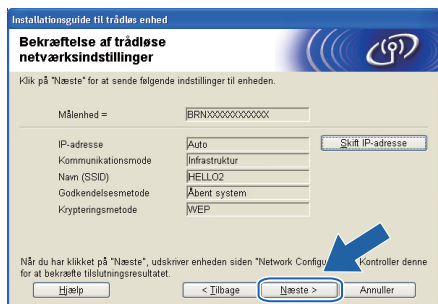 Installationsguide til trådløs enhed
Bekræftelse af trådløse
netværksindstillinger
Klik på "Næste" for at sende følgende indstillinger til enheden.
Målenhed = BRNXXXXXXXXXXX
IP-adresse Auto Skift IP-adresse
Kommunikationsmode Infrastruktur
Navn (SSID) HELLO2
Godkendelsesmetode Åbent system
Krypteringsmetode WEP
Når du har klikket på "Næste", udskriver enheden siden "Network Configu Kontroller denne
for at bekræfte tilslutningsresultatet.
Hjælp < Tilbage Næste > Annuller